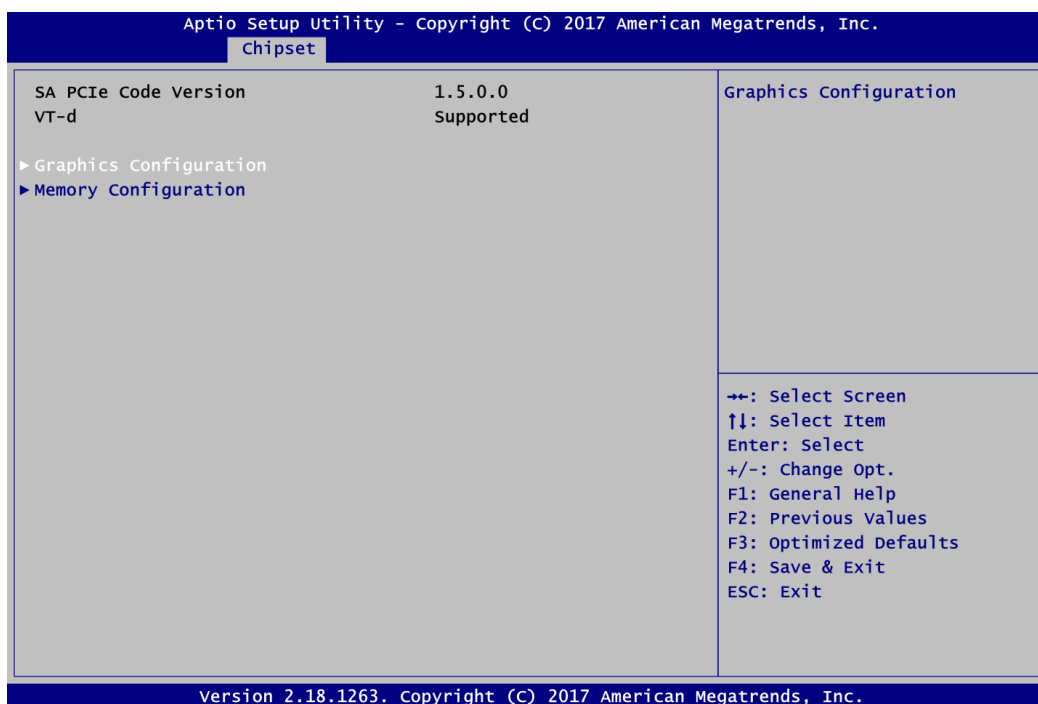 Aptio Setup Utility - Copyright (C) 2017 American Megatrends, Inc.
Chipset
SA PCIe Code Version 1.5.0.0
VT-d Supported
►Graphics Configuration
►Memory Configuration
Graphics Configuration
→←: Select Screen
↑↓: Select Item
Enter: Select
+/-: Change Opt.
F1: General Help
F2: Previous Values
F3: Optimized Defaults
F4: Save & Exit
ESC: Exit
Version 2.18.1263. Copyright (C) 2017 American Megatrends, Inc.